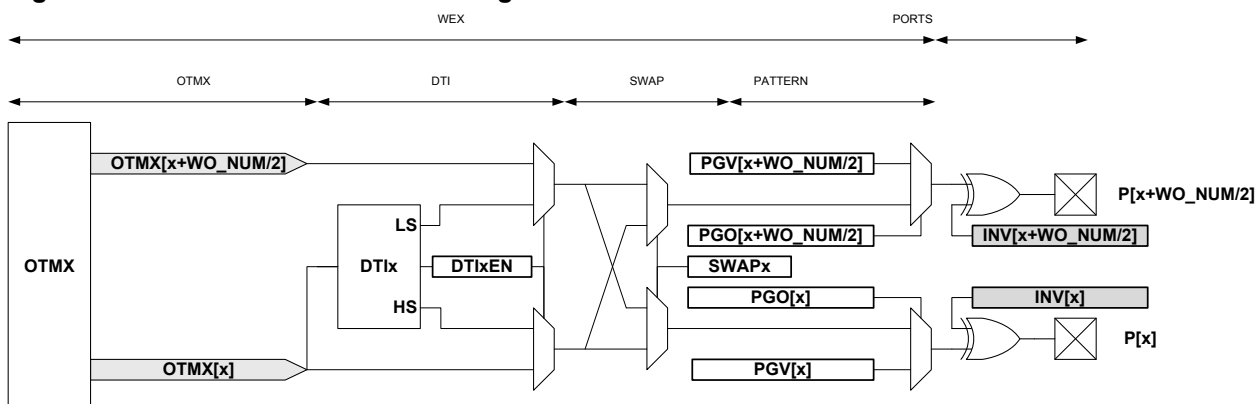 WEX PORTS
OTMX DTI SWAP PATTERN
OTMX[x+WO_NUM/2] PGV[x+WO_NUM/2]
P[x+WO_NUM/2]
LS
PGO[x+WO_NUM/2] INV[x+WO_NUM/2]
OTMX DTIx DTIxEN SWAPx
HS PGO[x] INV[x]
P[x]
OTMX[x] PGV[x]